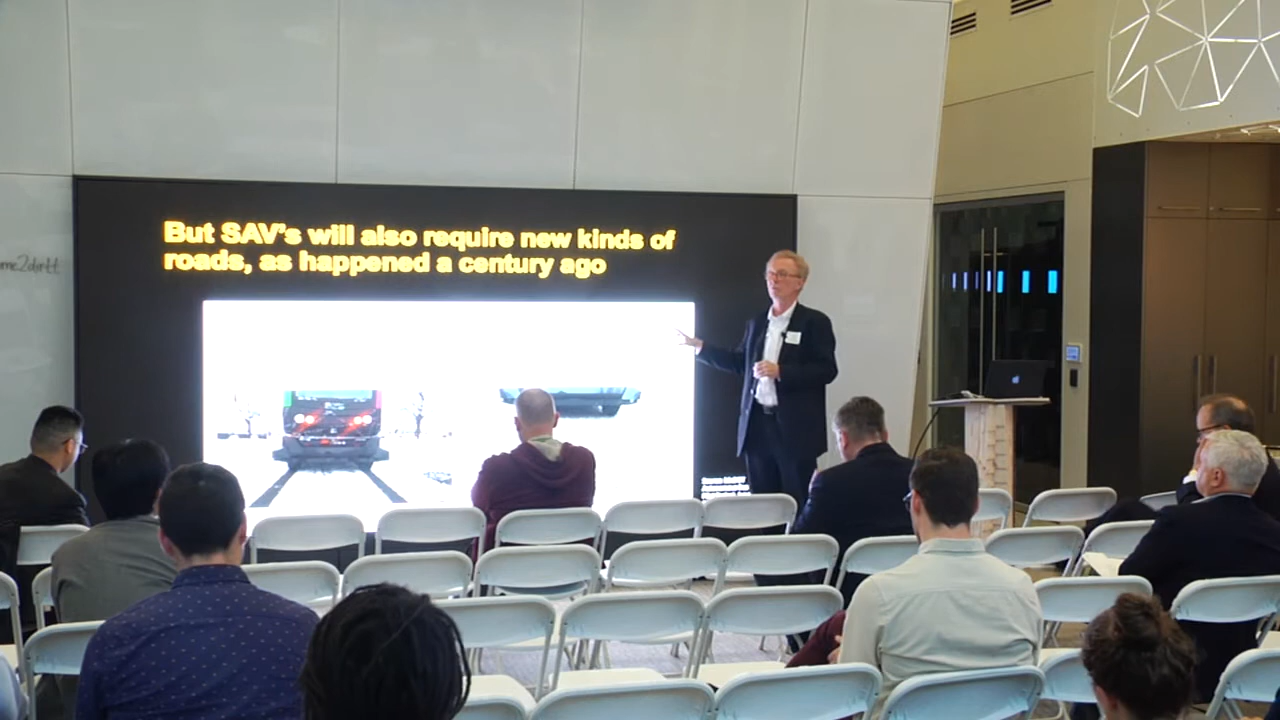 But SAV's will also require new kinds of
roads, as happened a century ago